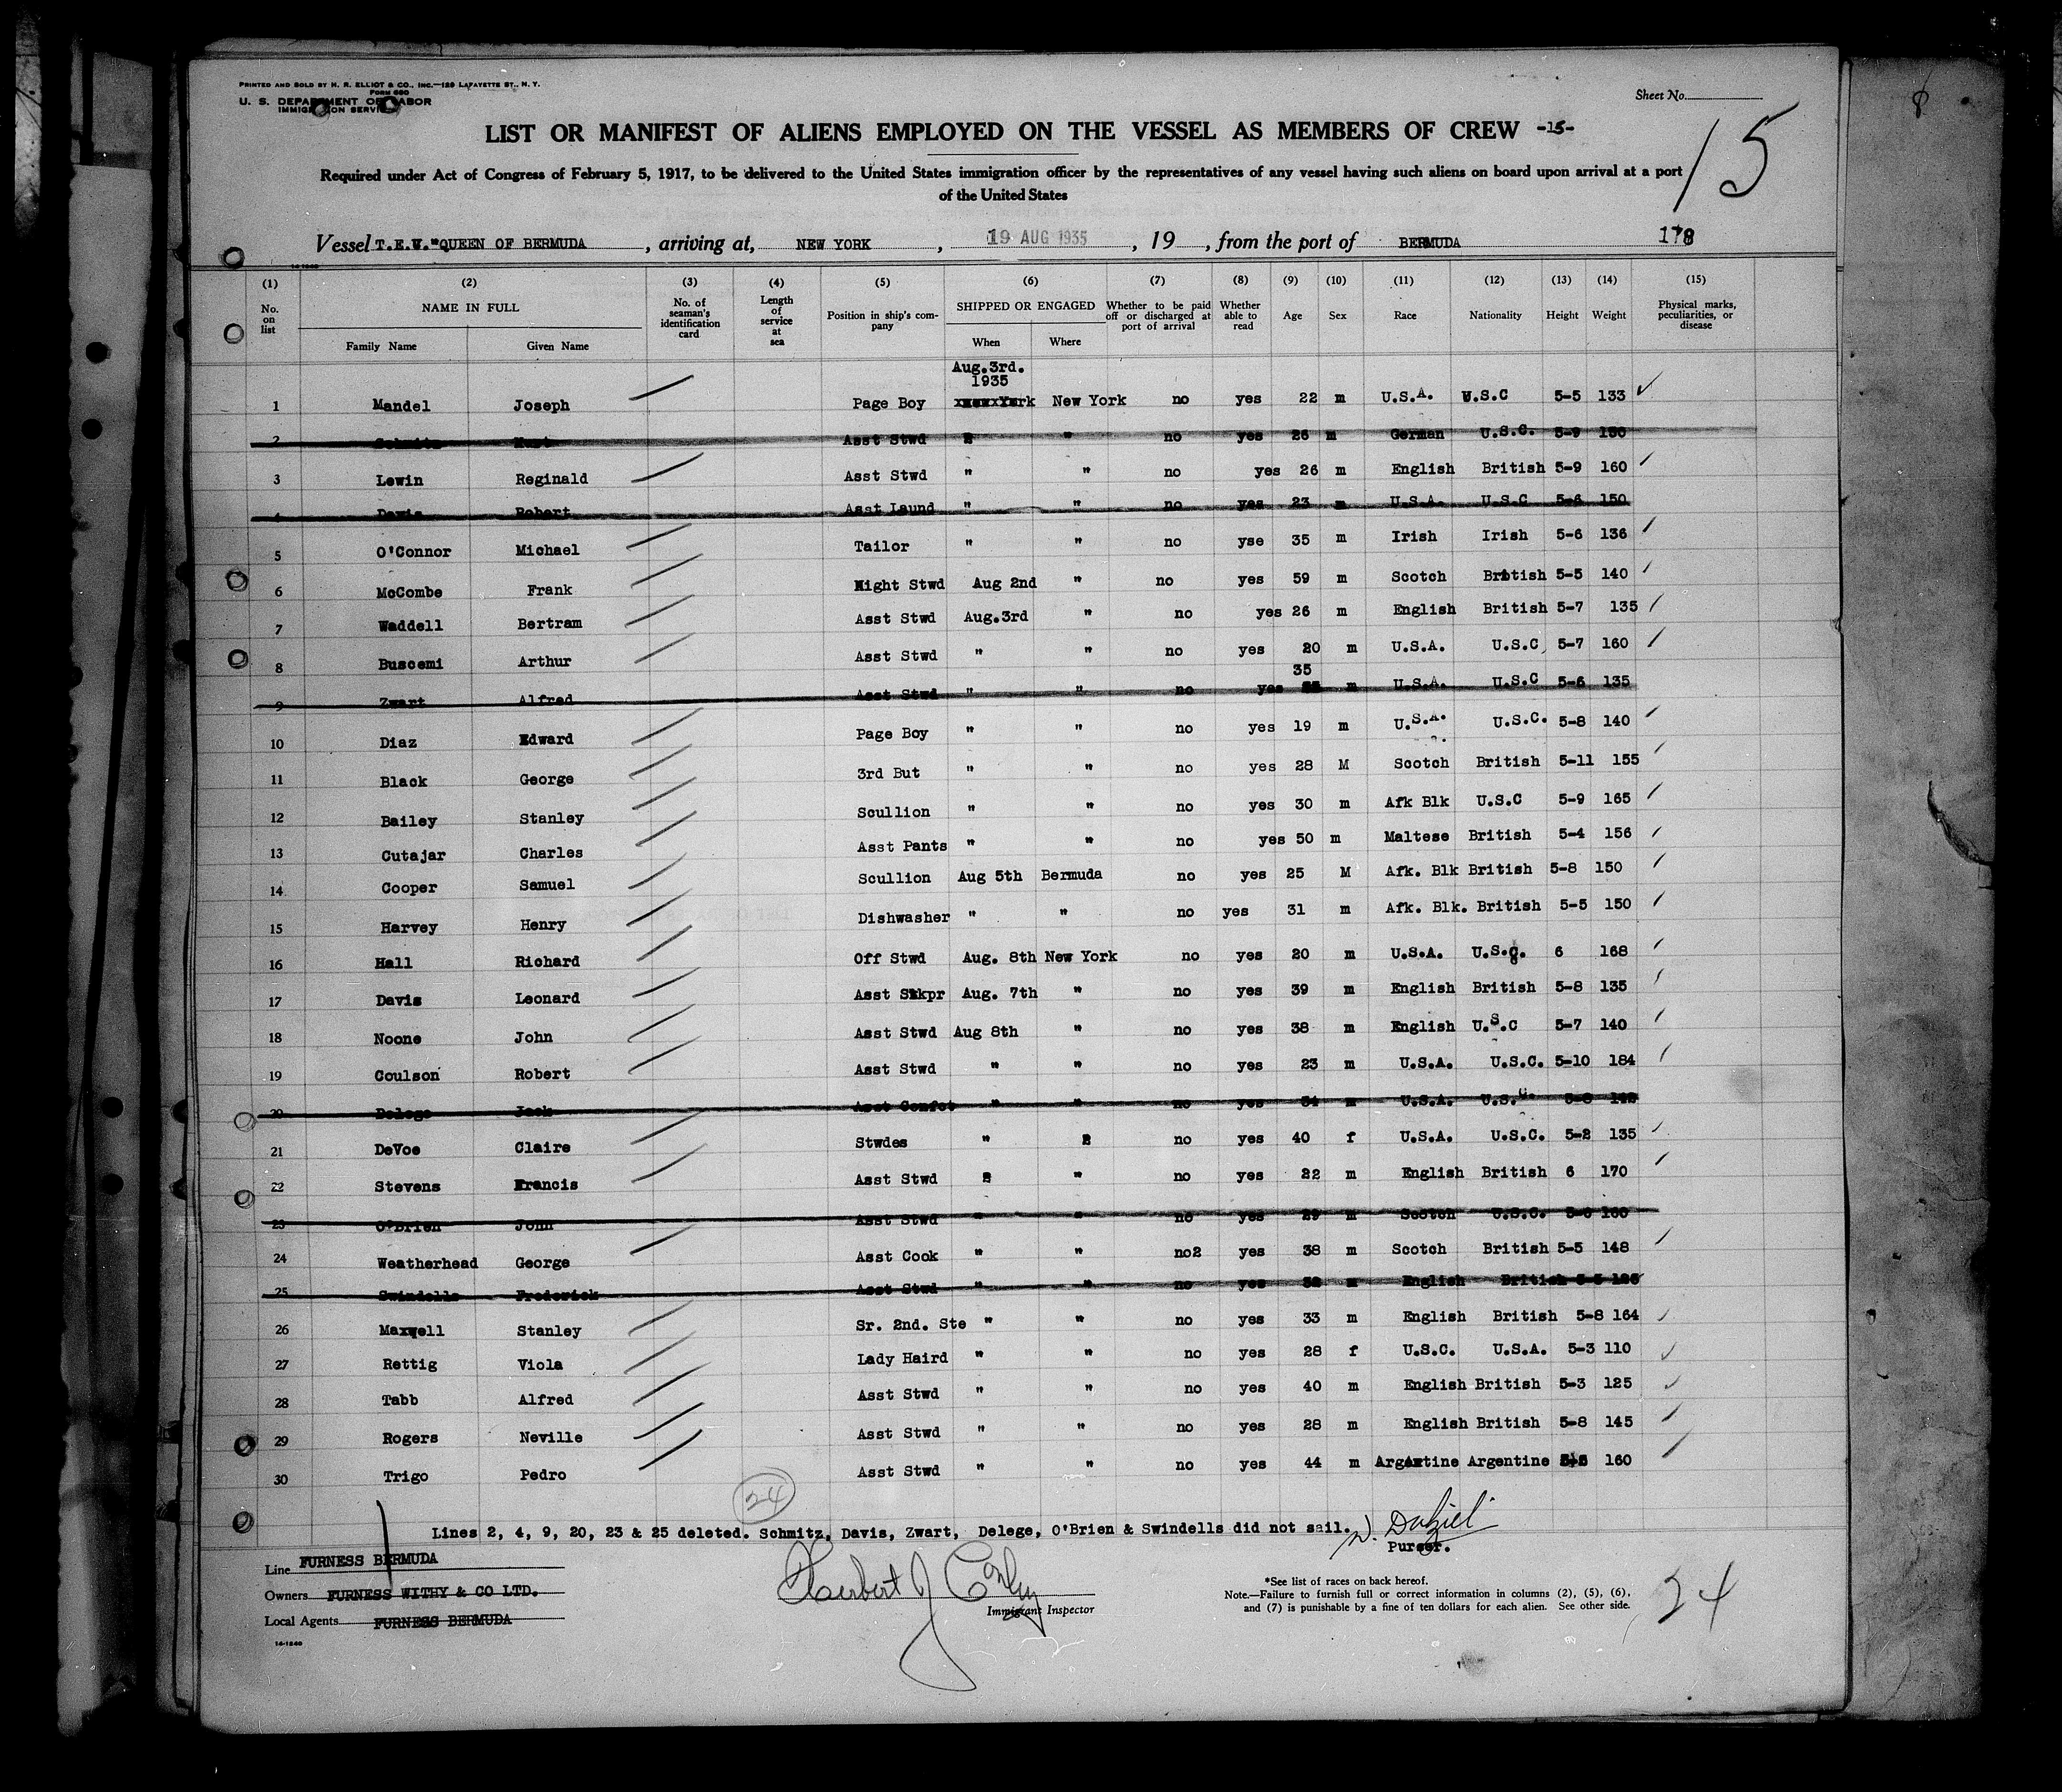 PRINTED AND SOLD BY H. R. ELLIOT & CO., INC.—129 LAFAYETTE ST., N. Y.
FORM 680
U. S. DEPARTMENT OF LABOR
IMMIGRATION SERVICE
Sheet No.
LIST OR MANIFEST OF ALIENS EMPLOYED ON THE VESSEL AS MEMBERS OF CREW -15-
15
Required under Act of Congress of February 5, 1917, to be delivered to the United States immigration officer by the representatives of any vessel having such aliens on board upon arrival at a port
of the United States
Vessel T.E.V. "QUEEN OF BERMUDA , arriving at, NEW YORK , 19 AUG 1935 , 19 , from the port of BERMUDA 178
(1) (2) (3) (4) (5) (6) (7) (8) (9) (10) (11) (12) (13) (14) (15)
No. on list NAME IN FULL Family Name Given Name No. of seaman's identification card Length of service at sea Position in ship's company SHIPPED OR ENGAGED When Where Whether to be paid off or discharged at port of arrival Whether able to read Age Sex Race Nationality Height Weight Physical marks, peculiarities, or disease
Aug.3rd.
1935
1 Mandel Joseph Page Boy New York no yes 22 m U.S.A. U.S.C 5-5 133
2 Schmitz Kurt Asst Stwd " no yes 26 m German U.S.C. 5-9 150
3 Lewin Reginald Asst Stwd " " no yes 26 m English British 5-9 160
4 Davis Robert Asst Laund " " no yes 23 m U.S.A. U.S.C 5-6 150
5 O'Connor Michael Tailor " " no yse 35 m Irish Irish 5-6 136
6 McCombe Frank Night Stwd Aug 2nd " no yes 59 m Scotch British 5-5 140
7 Waddell Bertram Asst Stwd Aug.3rd " no yes 26 m English British 5-7 135
8 Buscemi Arthur Asst Stwd " " no yes 20 m U.S.A. U.S.C 5-7 160
9 Zwart Alfred Asst Stwd " " no yes 35 m U.S.A. U.S.C 5-6 135
10 Diaz Edward Page Boy " " no yes 19 m U.S.A. U.S.C. 5-8 140
11 Black George 3rd But " " no yes 28 M Scotch British 5-11 155
12 Bailey Stanley Scullion " " no yes 30 m Afk Blk U.S.C 5-9 165
13 Cutajar Charles Asst Pants " " no yes 50 m Maltese British 5-4 156
14 Cooper Samuel Scullion Aug 5th Bermuda no yes 25 M Afk. Blk British 5-8 150
15 Harvey Henry Dishwasher " " no yes 31 m Afk. Blk. British 5-5 150
16 Hall Richard Off Stwd Aug. 8th New York no yes 20 m U.S.A. U.S.C. 6 168
17 Davis Leonard Asst Stkpr Aug. 7th " no yes 39 m English British 5-8 135
18 Noone John Asst Stwd Aug 8th " no yes 38 m English U.S.C 5-7 140
19 Coulson Robert Asst Stwd " " no yes 23 m U.S.A. U.S.C. 5-10 184
20 Delege Jack Asst Confct " " no yes 34 m U.S.A. U.S.C.
21 DeVoe Claire Stwdes " no yes 40 f U.S.A. U.S.C. 5-2 135
22 Stevens Francis Asst Stwd " no yes 22 m English British 6 170
23 O'Brien John Asst Stwd " " no yes 29 m Scotch U.S.C. 160
24 Weatherhead George Asst Cook " " no2 yes 38 m Scotch British 5-5 148
25 Swindells Frederick Asst Stwd " " no yes m English British
26 Maxwell Stanley Sr. 2nd. Ste " " no yes 33 m English British 5-8 164
27 Rettig Viola Lady Haird " " no yes 28 f U.S.C. U.S.A. 5-3 110
28 Tabb Alfred Asst Stwd " " no yes 40 m English British 5-3 125
29 Rogers Neville Asst Stwd " " no yes 28 m English British 5-8 145
30 Trigo Pedro Asst Stwd " " no yes 44 m Argentine Argentine 160
24
Lines 2, 4, 9, 20, 23 & 25 deleted. Schmitz, Davis, Zwart, Delege, O'Brien & Swindells did not sail.
Purser.
Line FURNESS BERMUDA
Owners FURNESS WITHY & CO LTD.
Local Agents FURNESS BERMUDA
14-1240
Herbert J
Immigrant Inspector
*See list of races on back hereof.
Note.—Failure to furnish full or correct information in columns (2), (5), (6),
and (7) is punishable by a fine of ten dollars for each alien. See other side.
24